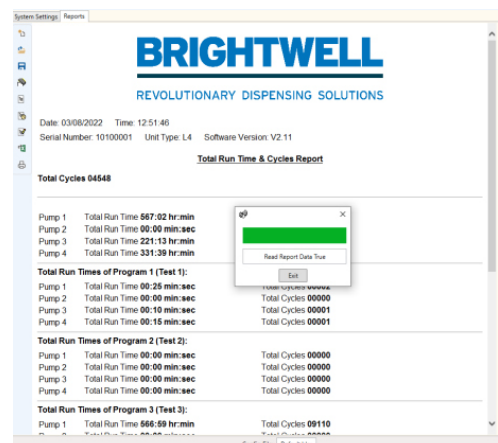 System Settings Reports
BRIGHTWELL
REVOLUTIONARY DISPENSING SOLUTIONS
Date: 03/08/2022 Time: 12:51:46
Serial Number: 10100001 Unit Type: L4 Software Version: V2.11
Total Run Time & Cycles Report
Total Cycles 04548
Pump 1 Total Run Time 567:02 hr:min
Pump 2 Total Run Time 00:00 min:sec
Pump 3 Total Run Time 221:13 hr:min
Pump 4 Total Run Time 331:39 hr:min
Read Report Data True
Exit
Total Run Times of Program 1 (Test 1):
Pump 1 Total Run Time 00:25 min:sec Total Cycles 00002
Pump 2 Total Run Time 00:00 min:sec Total Cycles 00000
Pump 3 Total Run Time 00:10 min:sec Total Cycles 00001
Pump 4 Total Run Time 00:15 min:sec Total Cycles 00001
Total Run Times of Program 2 (Test 2):
Pump 1 Total Run Time 00:00 min:sec Total Cycles 00000
Pump 2 Total Run Time 00:00 min:sec Total Cycles 00000
Pump 3 Total Run Time 00:00 min:sec Total Cycles 00000
Pump 4 Total Run Time 00:00 min:sec Total Cycles 00000
Total Run Times of Program 3 (Test 3):
Pump 1 Total Run Time 566:59 hr:min Total Cycles 09110